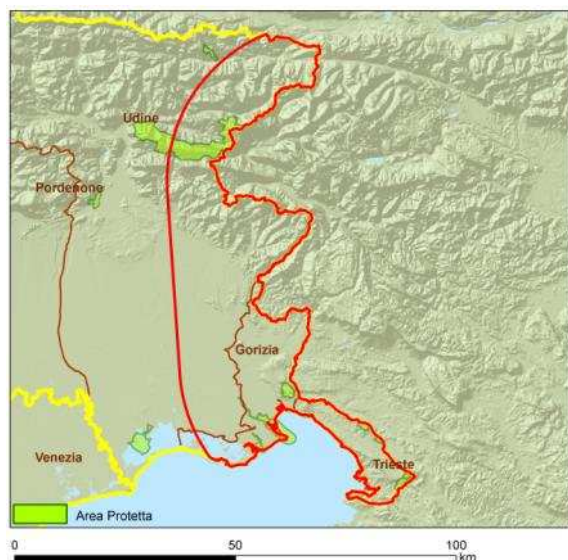 Udine
Pordenone
Gorizia
Venezia
Trieste
Area Protetta
0 50 100
km